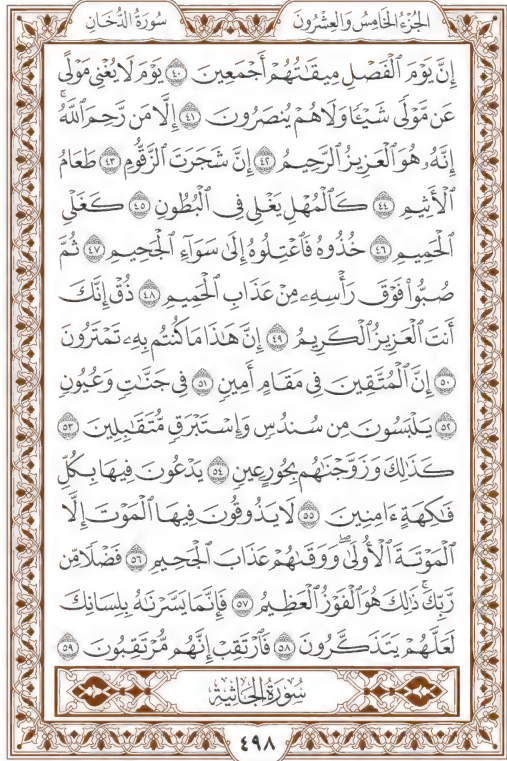 سُورَةُ الدُّخَانِ
الجُزْءُ الخَامِسُ وَالعِشْرُونَ
إِنَّ يَوْمَ ٱلْفَصْلِ مِيقَٰتُهُمْ أَجْمَعِينَ ٤٠ يَوْمَ لَا يُغْنِى مَوْلًى
عَن مَّوْلًى شَيْـًٔا وَلَا هُمْ يُنصَرُونَ ٤١ إِلَّا مَن رَّحِمَ ٱللَّهُۚ
إِنَّهُۥ هُوَ ٱلْعَزِيزُ ٱلرَّحِيمُ ٤٢ إِنَّ شَجَرَتَ ٱلزَّقُّومِ ٤٣ طَعَامُ
ٱلْأَثِيمِ ٤٤ كَٱلْمُهْلِ يَغْلِى فِى ٱلْبُطُونِ ٤٥ كَغَلْىِ
ٱلْحَمِيمِ ٤٦ خُذُوهُ فَٱعْتِلُوهُ إِلَىٰ سَوَآءِ ٱلْجَحِيمِ ٤٧ ثُمَّ
صُبُّوا۟ فَوْقَ رَأْسِهِۦ مِنْ عَذَابِ ٱلْحَمِيمِ ٤٨ ذُقْ إِنَّكَ
أَنتَ ٱلْعَزِيزُ ٱلْكَرِيمُ ٤٩ إِنَّ هَٰذَا مَا كُنتُم بِهِۦ تَمْتَرُونَ
٥٠ إِنَّ ٱلْمُتَّقِينَ فِى مَقَامٍ أَمِينٍ ٥١ فِى جَنَّٰتٍ وَعُيُونٍ
٥٢ يَلْبَسُونَ مِن سُندُسٍ وَإِسْتَبْرَقٍ مُّتَقَٰبِلِينَ ٥٣
كَذَٰلِكَ وَزَوَّجْنَٰهُم بِحُورٍ عِينٍ ٥٤ يَدْعُونَ فِيهَا بِكُلِّ
فَٰكِهَةٍ ءَامِنِينَ ٥٥ لَا يَذُوقُونَ فِيهَا ٱلْمَوْتَ إِلَّا
ٱلْمَوْتَةَ ٱلْأُولَىٰۖ وَوَقَىٰهُمْ عَذَابَ ٱلْجَحِيمِ ٥٦ فَضْلًا مِّن
رَّبِّكَۚ ذَٰلِكَ هُوَ ٱلْفَوْزُ ٱلْعَظِيمُ ٥٧ فَإِنَّمَا يَسَّرْنَٰهُ بِلِسَانِكَ
لَعَلَّهُمْ يَتَذَكَّرُونَ ٥٨ فَٱرْتَقِبْ إِنَّهُم مُّرْتَقِبُونَ ٥٩
سُورَةُ الجَاثِيَةِ
٤٩٨